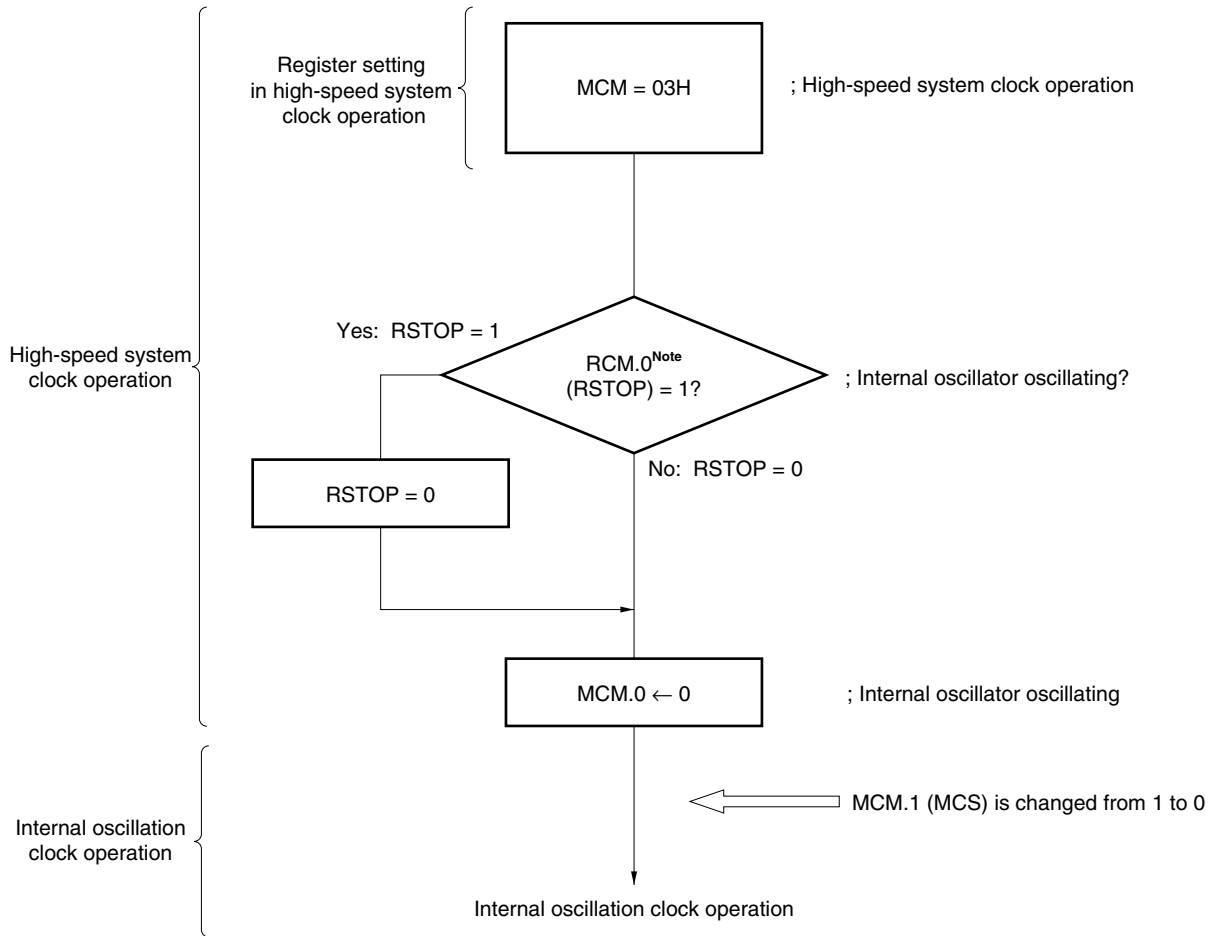 Register setting
in high-speed system
clock operation
MCM = 03H
; High-speed system clock operation
High-speed system
clock operation
Yes: RSTOP = 1
RCM.0Note
(RSTOP) = 1?
; Internal oscillator oscillating?
No: RSTOP = 0
RSTOP = 0
MCM.0 ← 0
; Internal oscillator oscillating
Internal oscillation
clock operation
MCM.1 (MCS) is changed from 1 to 0
Internal oscillation clock operation